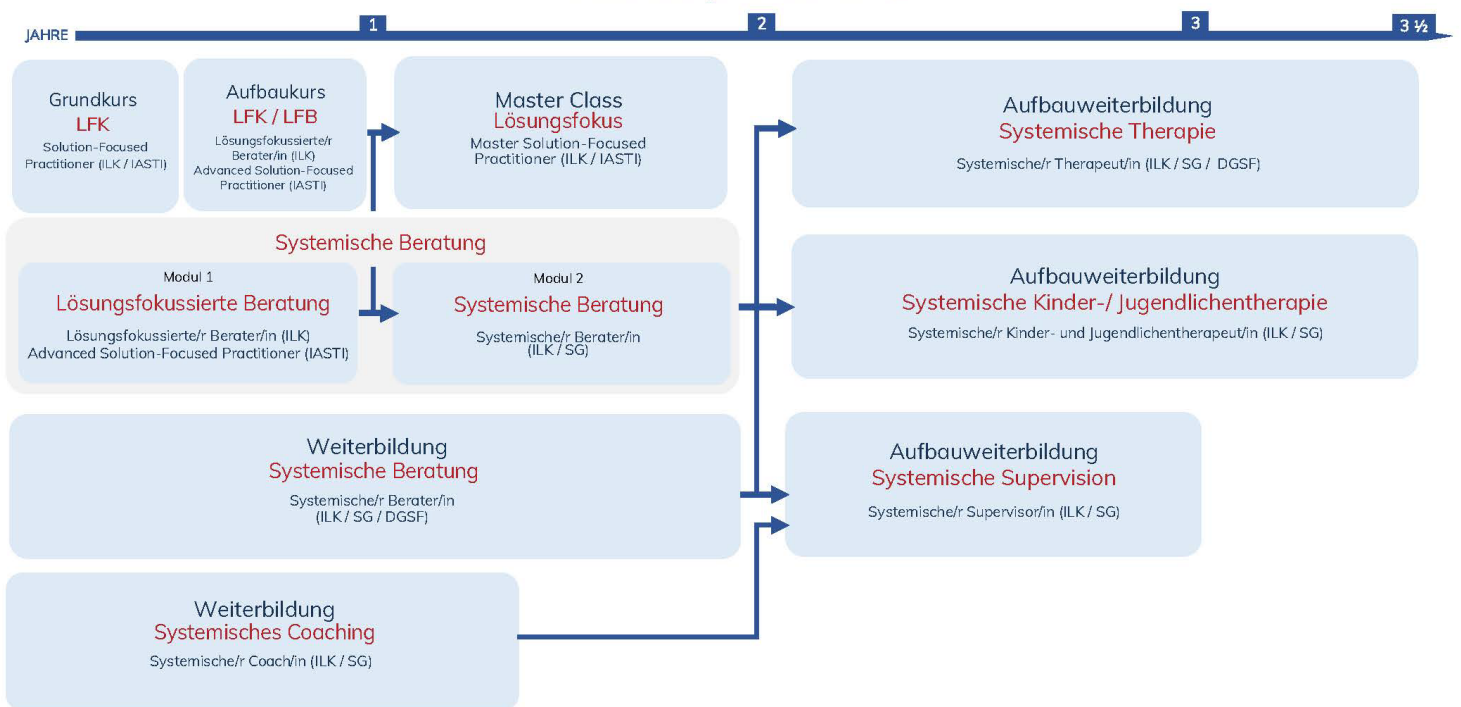 JAHRE
1
2
3
3 ½
Grundkurs
LFK
Solution-Focused
Practitioner (ILK / IASTI)
Aufbaukurs
LFK / LFB
Lösungsfokussierte/r
Berater/in (ILK)
Advanced Solution-Focused
Practitioner (IASTI)
Master Class
Lösungsfokus
Master Solution-Focused
Practitioner (ILK / IASTI)
Aufbauweiterbildung
Systemische Therapie
Systemische/r Therapeut/in (ILK / SG / DGSF)
Systemische Beratung
Modul 1
Lösungsfokussierte Beratung
Lösungsfokussierte/r Berater/in (ILK)
Advanced Solution-Focused Practitioner (IASTI)
Modul 2
Systemische Beratung
Systemische/r Berater/in
(ILK / SG)
Aufbauweiterbildung
Systemische Kinder-/ Jugendlichentherapie
Systemische/r Kinder- und Jugendlichentherapeut/in (ILK / SG)
Weiterbildung
Systemische Beratung
Systemische/r Berater/in
(ILK / SG / DGSF)
Aufbauweiterbildung
Systemische Supervision
Systemische/r Supervisor/in (ILK / SG)
Weiterbildung
Systemisches Coaching
Systemische/r Coach/in (ILK / SG)